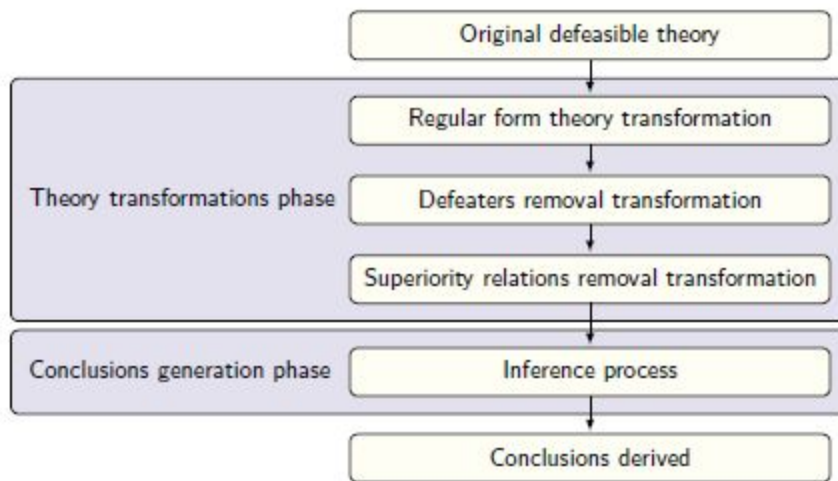 Original defeasible theory
Regular form theory transformation
Theory transformations phase
Defeaters removal transformation
Superiority relations removal transformation
Conclusions generation phase
Inference process
Conclusions derived